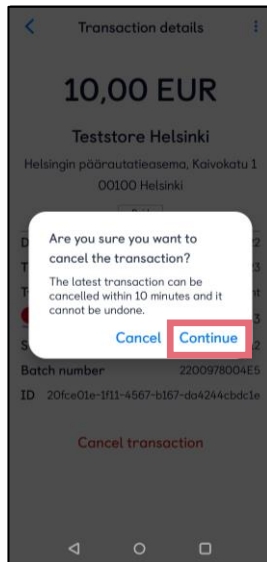 Transaction details
10,00 EUR
Teststore Helsinki
Helsingin päärautatieasema, Kaivokatu 1
00100 Helsinki
Are you sure you want to
cancel the transaction?
The latest transaction can be
cancelled within 10 minutes and it
cannot be undone.
Cancel Continue
Batch number 2200978004E5
ID 20fce01e-1f11-4567-b167-da4244cbdc1e
Cancel transaction